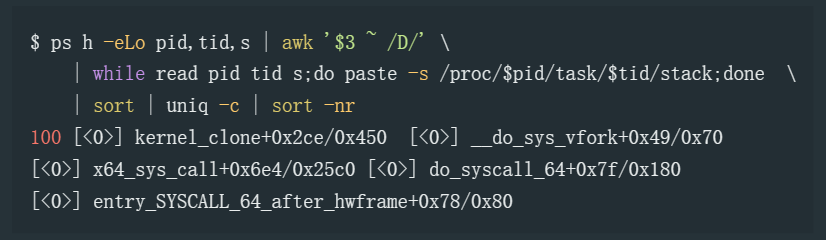 $ ps h -eLo pid,tid,s | awk '$3 ~ /D/' \
| while read pid tid s;do paste -s /proc/$pid/task/$tid/stack;done \
| sort | uniq -c | sort -nr
100 [<0>] kernel_clone+0x2ce/0x450 [<0>] __do_sys_vfork+0x49/0x70
[<0>] x64_sys_call+0x6e4/0x25c0 [<0>] do_syscall_64+0x7f/0x180
[<0>] entry_SYSCALL_64_after_hwframe+0x78/0x80